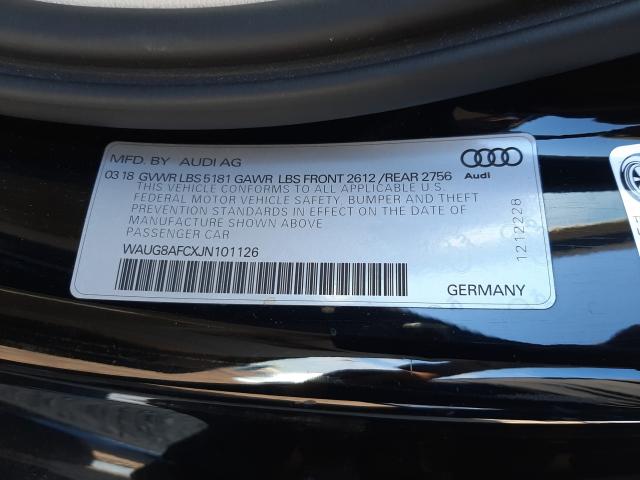 MFD. BY AUDI AG
03 18 GVWR LBS 5181 GAWR LBS FRONT 2612 /REAR 2756
THIS VEHICLE CONFORMS TO ALL APPLICABLE U.S.
FEDERAL MOTOR VEHICLE SAFETY, BUMPER AND THEFT
PREVENTION STANDARDS IN EFFECT ON THE DATE OF
MANUFACTURE SHOWN ABOVE
PASSENGER CAR
WAUG8AFCXJN101126
Audi
1212228
GERMANY